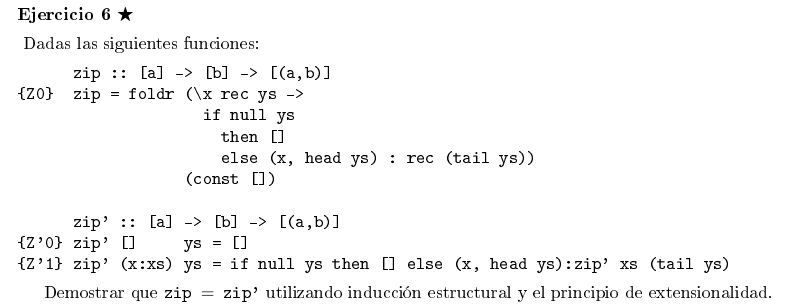 Ejercicio 6 ★
Dadas las siguientes funciones:
zip :: [a] -> [b] -> [(a,b)]
{Z0} zip = foldr (\x rec ys ->
if null ys
then []
else (x, head ys) : rec (tail ys))
(const [])
zip' :: [a] -> [b] -> [(a,b)]
{Z'0} zip' [] ys = []
{Z'1} zip' (x:xs) ys = if null ys then [] else (x, head ys):zip' xs (tail ys)
Demostrar que zip = zip' utilizando inducción estructural y el principio de extensionalidad.